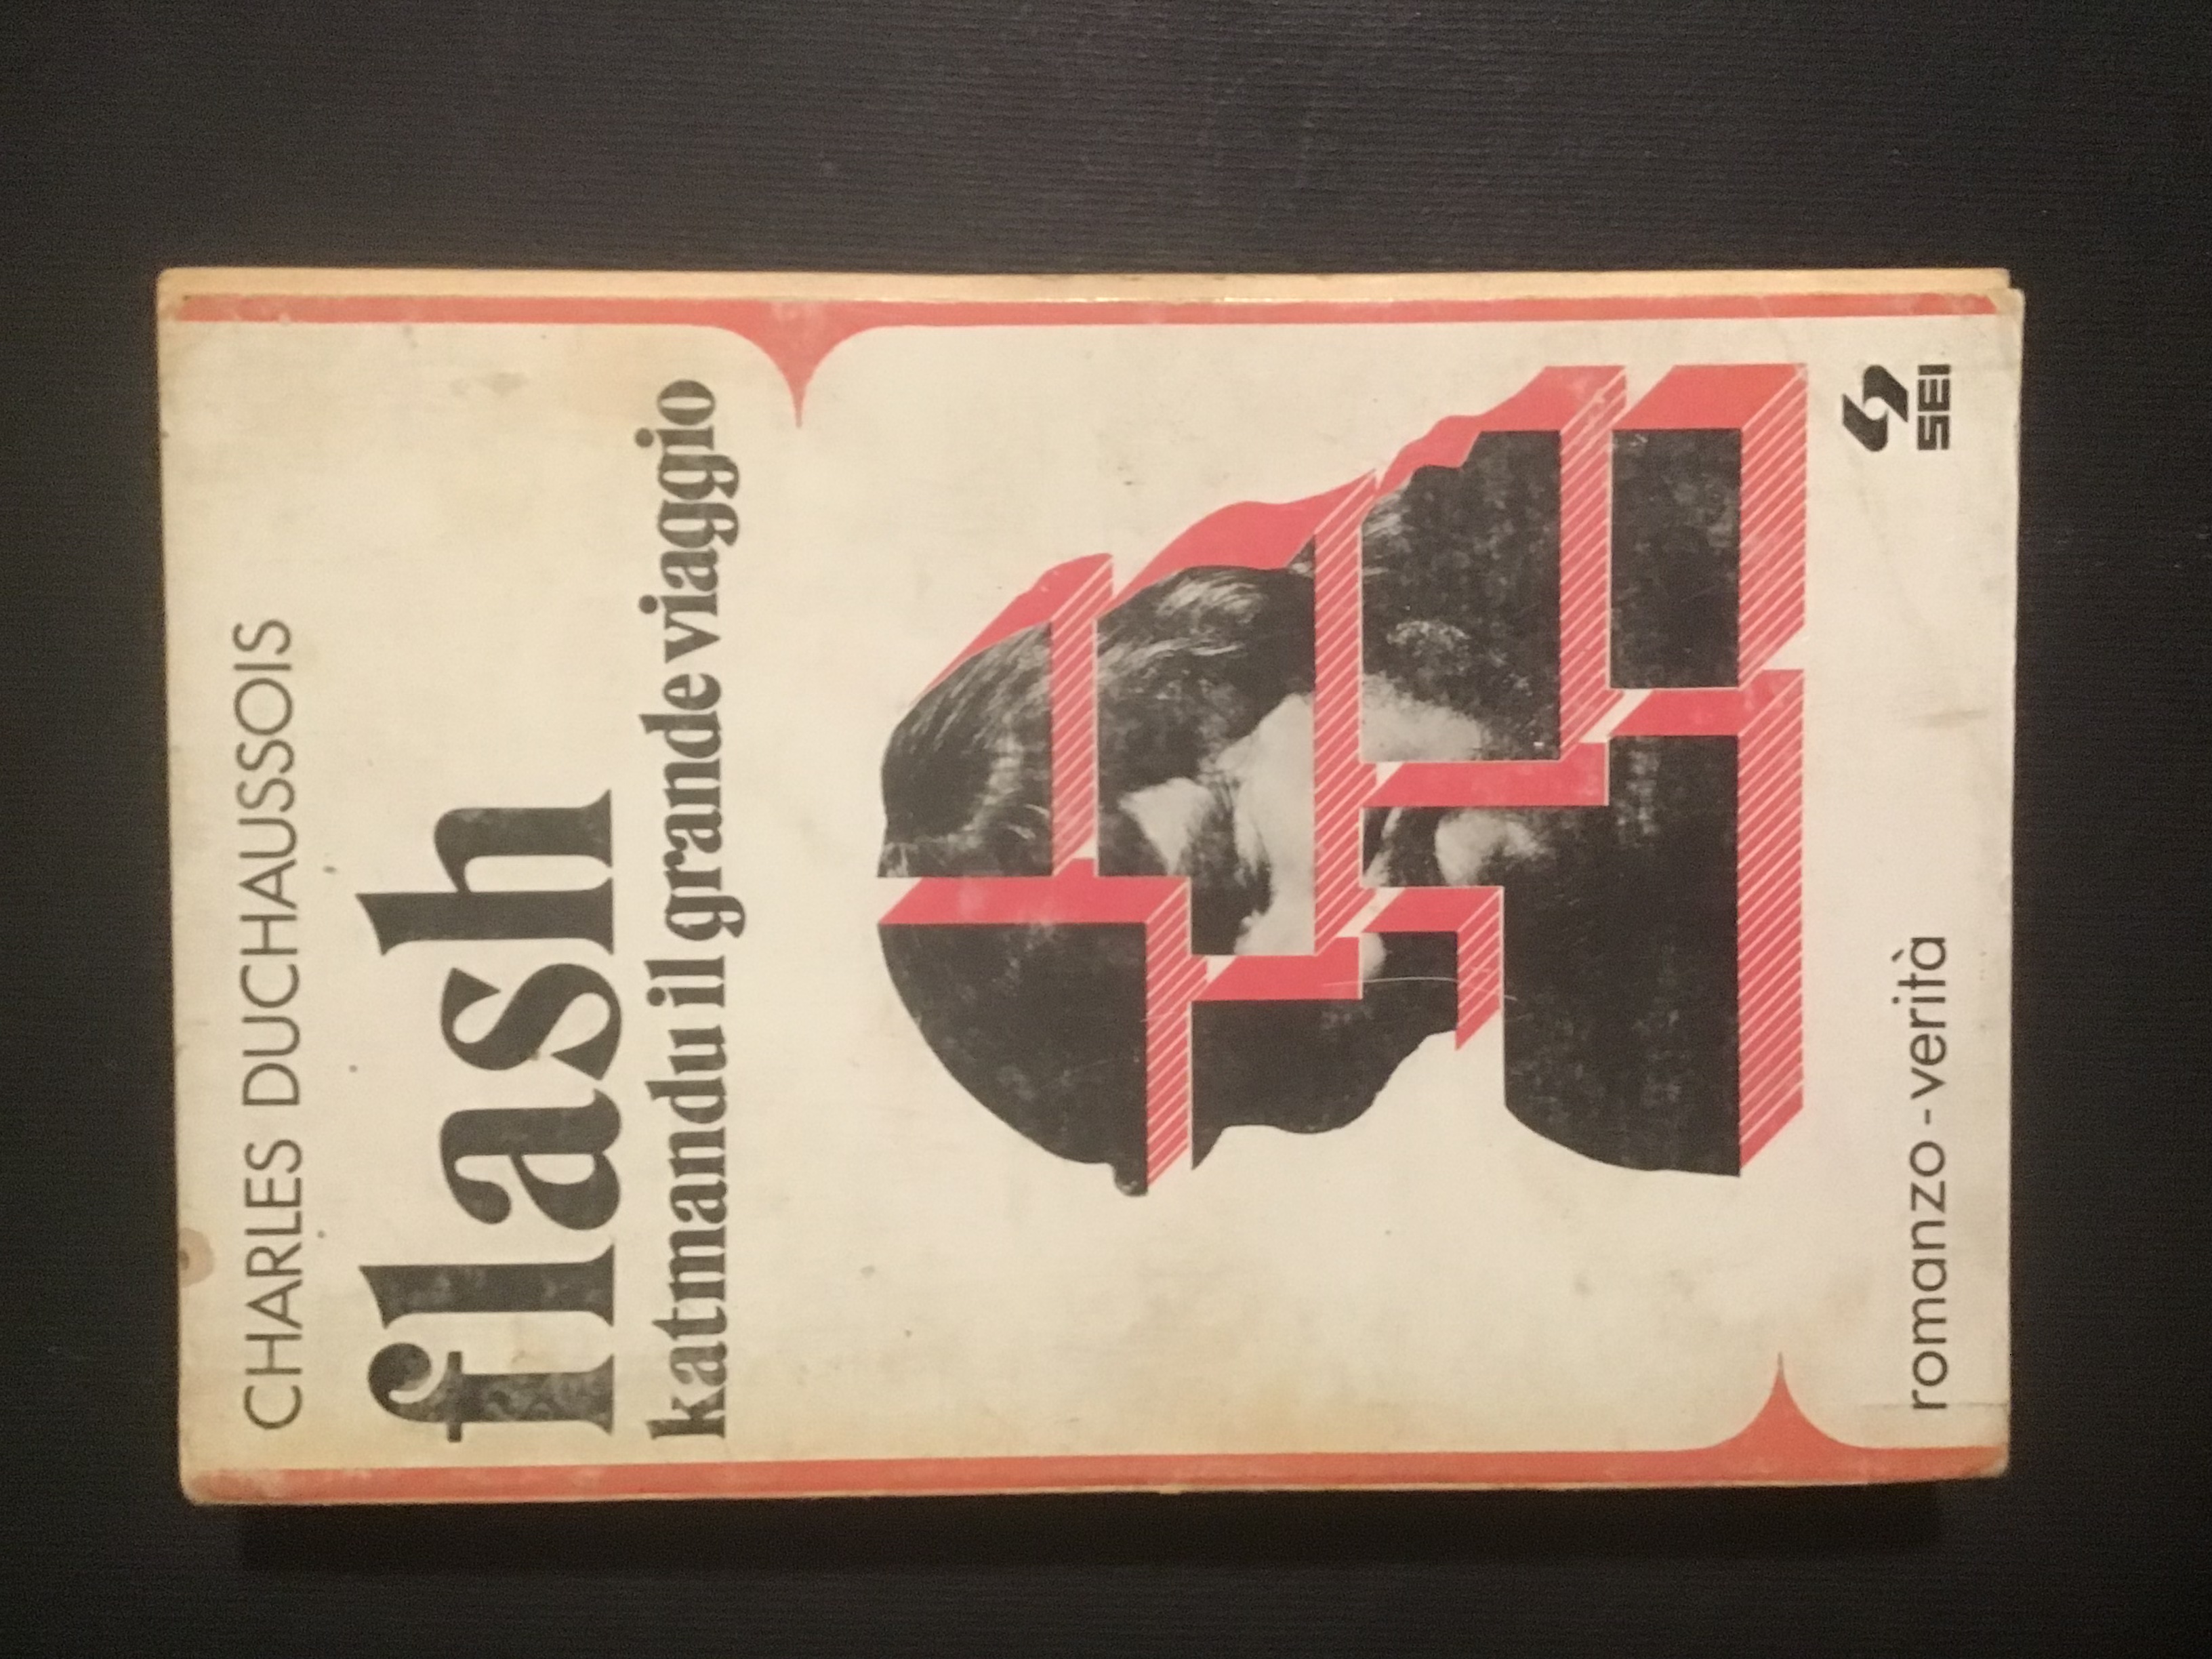 CHARLES DUCHAUSSOIS
flash
katmandu il grande viaggio
romanzo - verità
SEI